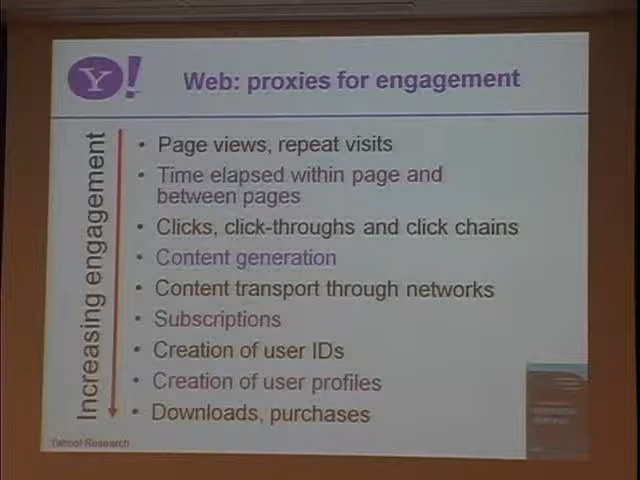 Y!
Web: proxies for engagement
Increasing engagement
• Page views, repeat visits
• Time elapsed within page and
between pages
• Clicks, click-throughs and click chains
• Content generation
• Content transport through networks
• Subscriptions
• Creation of user IDs
• Creation of user profiles
• Downloads, purchases
Yahoo! Research